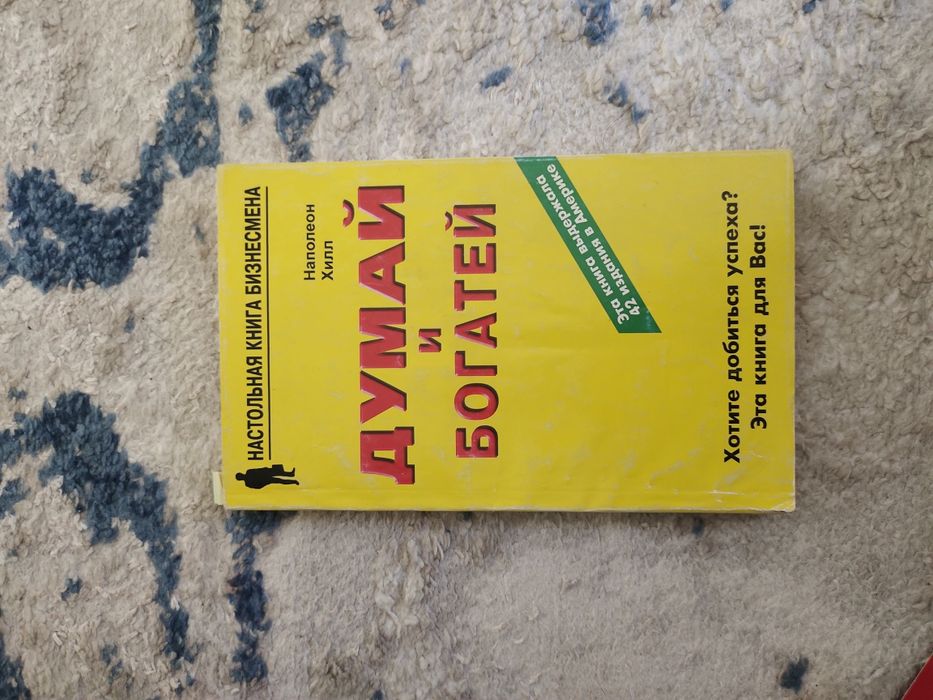 НАСТОЛЬНАЯ КНИГА БИЗНЕСМЕНА
Наполеон
Хилл
ДУМАЙ
и
БОГАТЕЙ
Эта книга выдержала
42 издания в Америке
Хотите добиться успеха?
Эта книга для Вас!